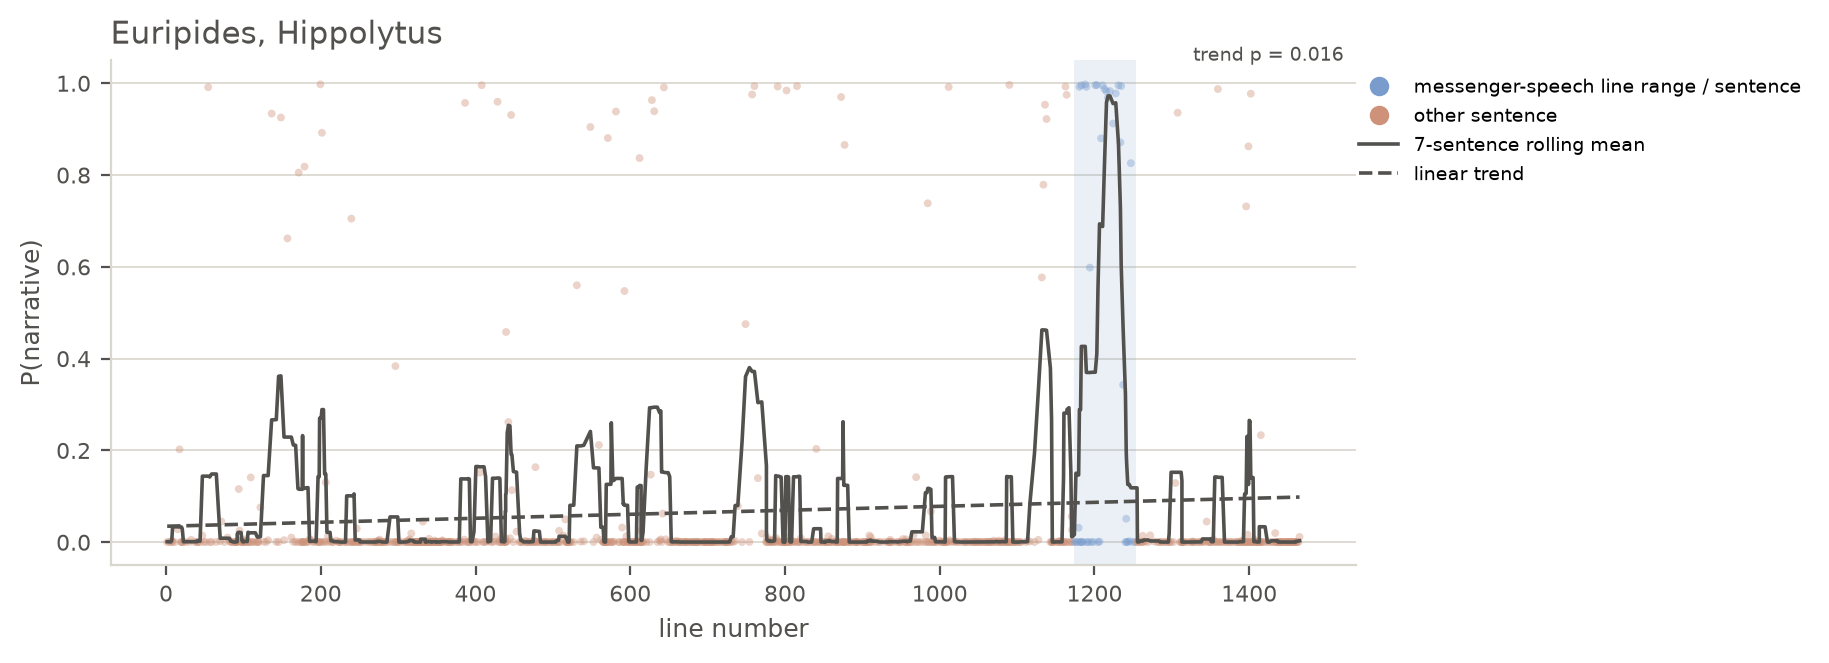 Euripides, Hippolytus
trend p = 0.016
messenger-speech line range / sentence
other sentence
7-sentence rolling mean
linear trend
P(narrative)
1.0
0.8
0.6
0.4
0.2
0.0
0 200 400 600 800 1000 1200 1400
line number